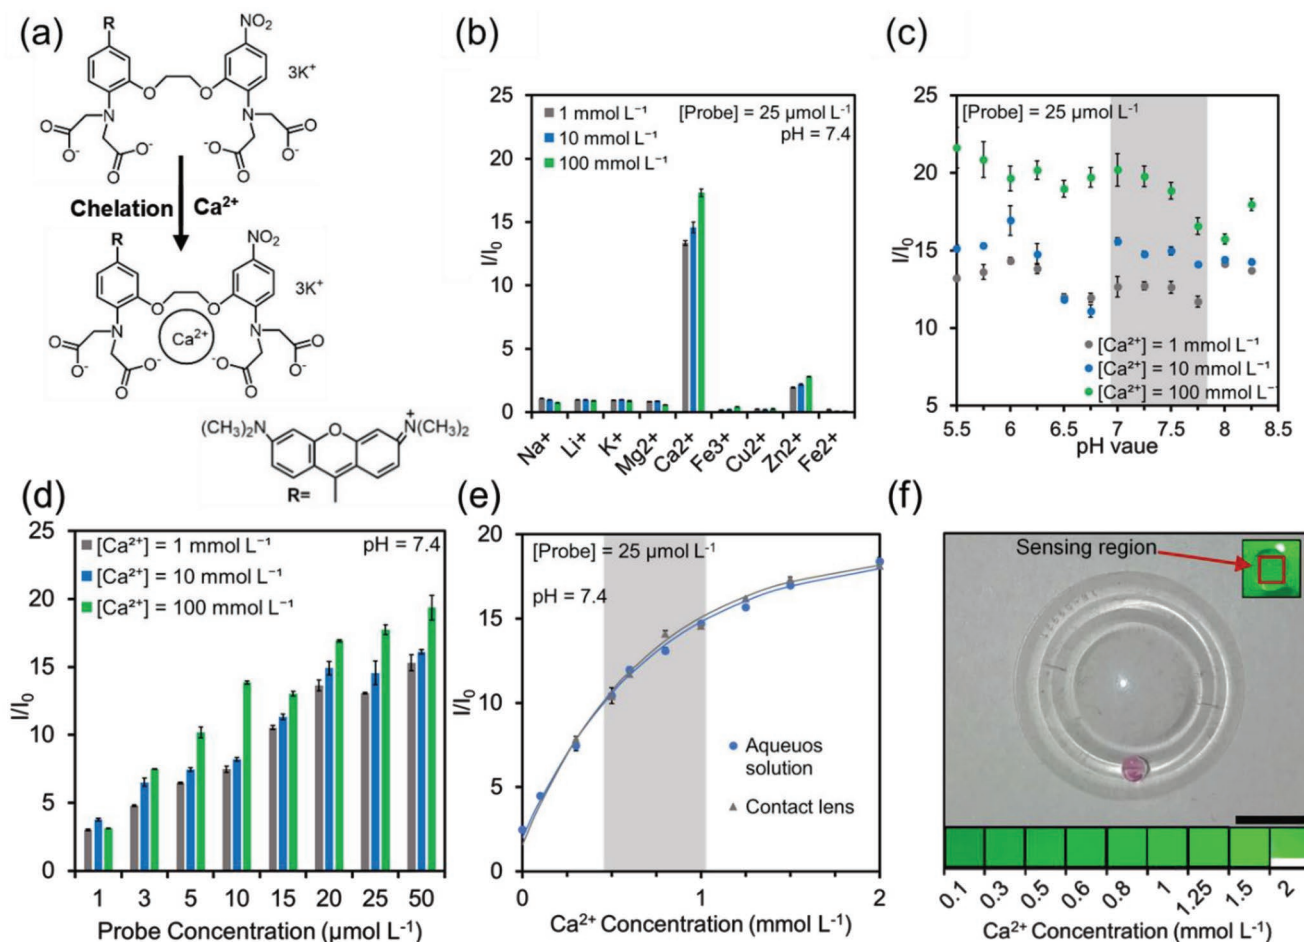 (a)
R
NO₂
3K⁺
O
O
N
N
O
O⁻
O⁻
O
O⁻
O
O
O⁻
Chelation
Ca²⁺
R
NO₂
3K⁺
O
O
N
N
Ca²⁺
O
O⁻
O⁻
O
O⁻
O
O
O⁻
(CH₃)₂N
O
N(CH₃)₂
+
R=
(b)
1 mmol L⁻¹
10 mmol L⁻¹
100 mmol L⁻¹
[Probe] = 25 µmol L⁻¹
pH = 7.4
I/I₀
25
20
15
10
5
0
Na+
Li+
K+
Mg2+
Ca2+
Fe3+
Cu2+
Zn2+
Fe2+
(c)
[Probe] = 25 µmol L⁻¹
I/I₀
25
20
15
10
5
[Ca²⁺] = 1 mmol L⁻¹
[Ca²⁺] = 10 mmol L⁻¹
[Ca²⁺] = 100 mmol L⁻¹
5.5 6 6.5 7 7.5 8 8.5
pH vaue
(d)
[Ca²⁺] = 1 mmol L⁻¹
[Ca²⁺] = 10 mmol L⁻¹
[Ca²⁺] = 100 mmol L⁻¹
pH = 7.4
I/I₀
25
20
15
10
5
0
1 3 5 10 15 20 25 50
Probe Concentration (µmol L⁻¹)
(e)
[Probe] = 25 µmol L⁻¹
pH = 7.4
I/I₀
20
15
10
5
0
Aqueuos
solution
Contact lens
0 1 2
Ca²⁺ Concentration (mmol L⁻¹)
(f)
Sensing region
0.1 0.3 0.5 0.6 0.8 1 1.25 1.5 2
Ca²⁺ Concentration (mmol L⁻¹)